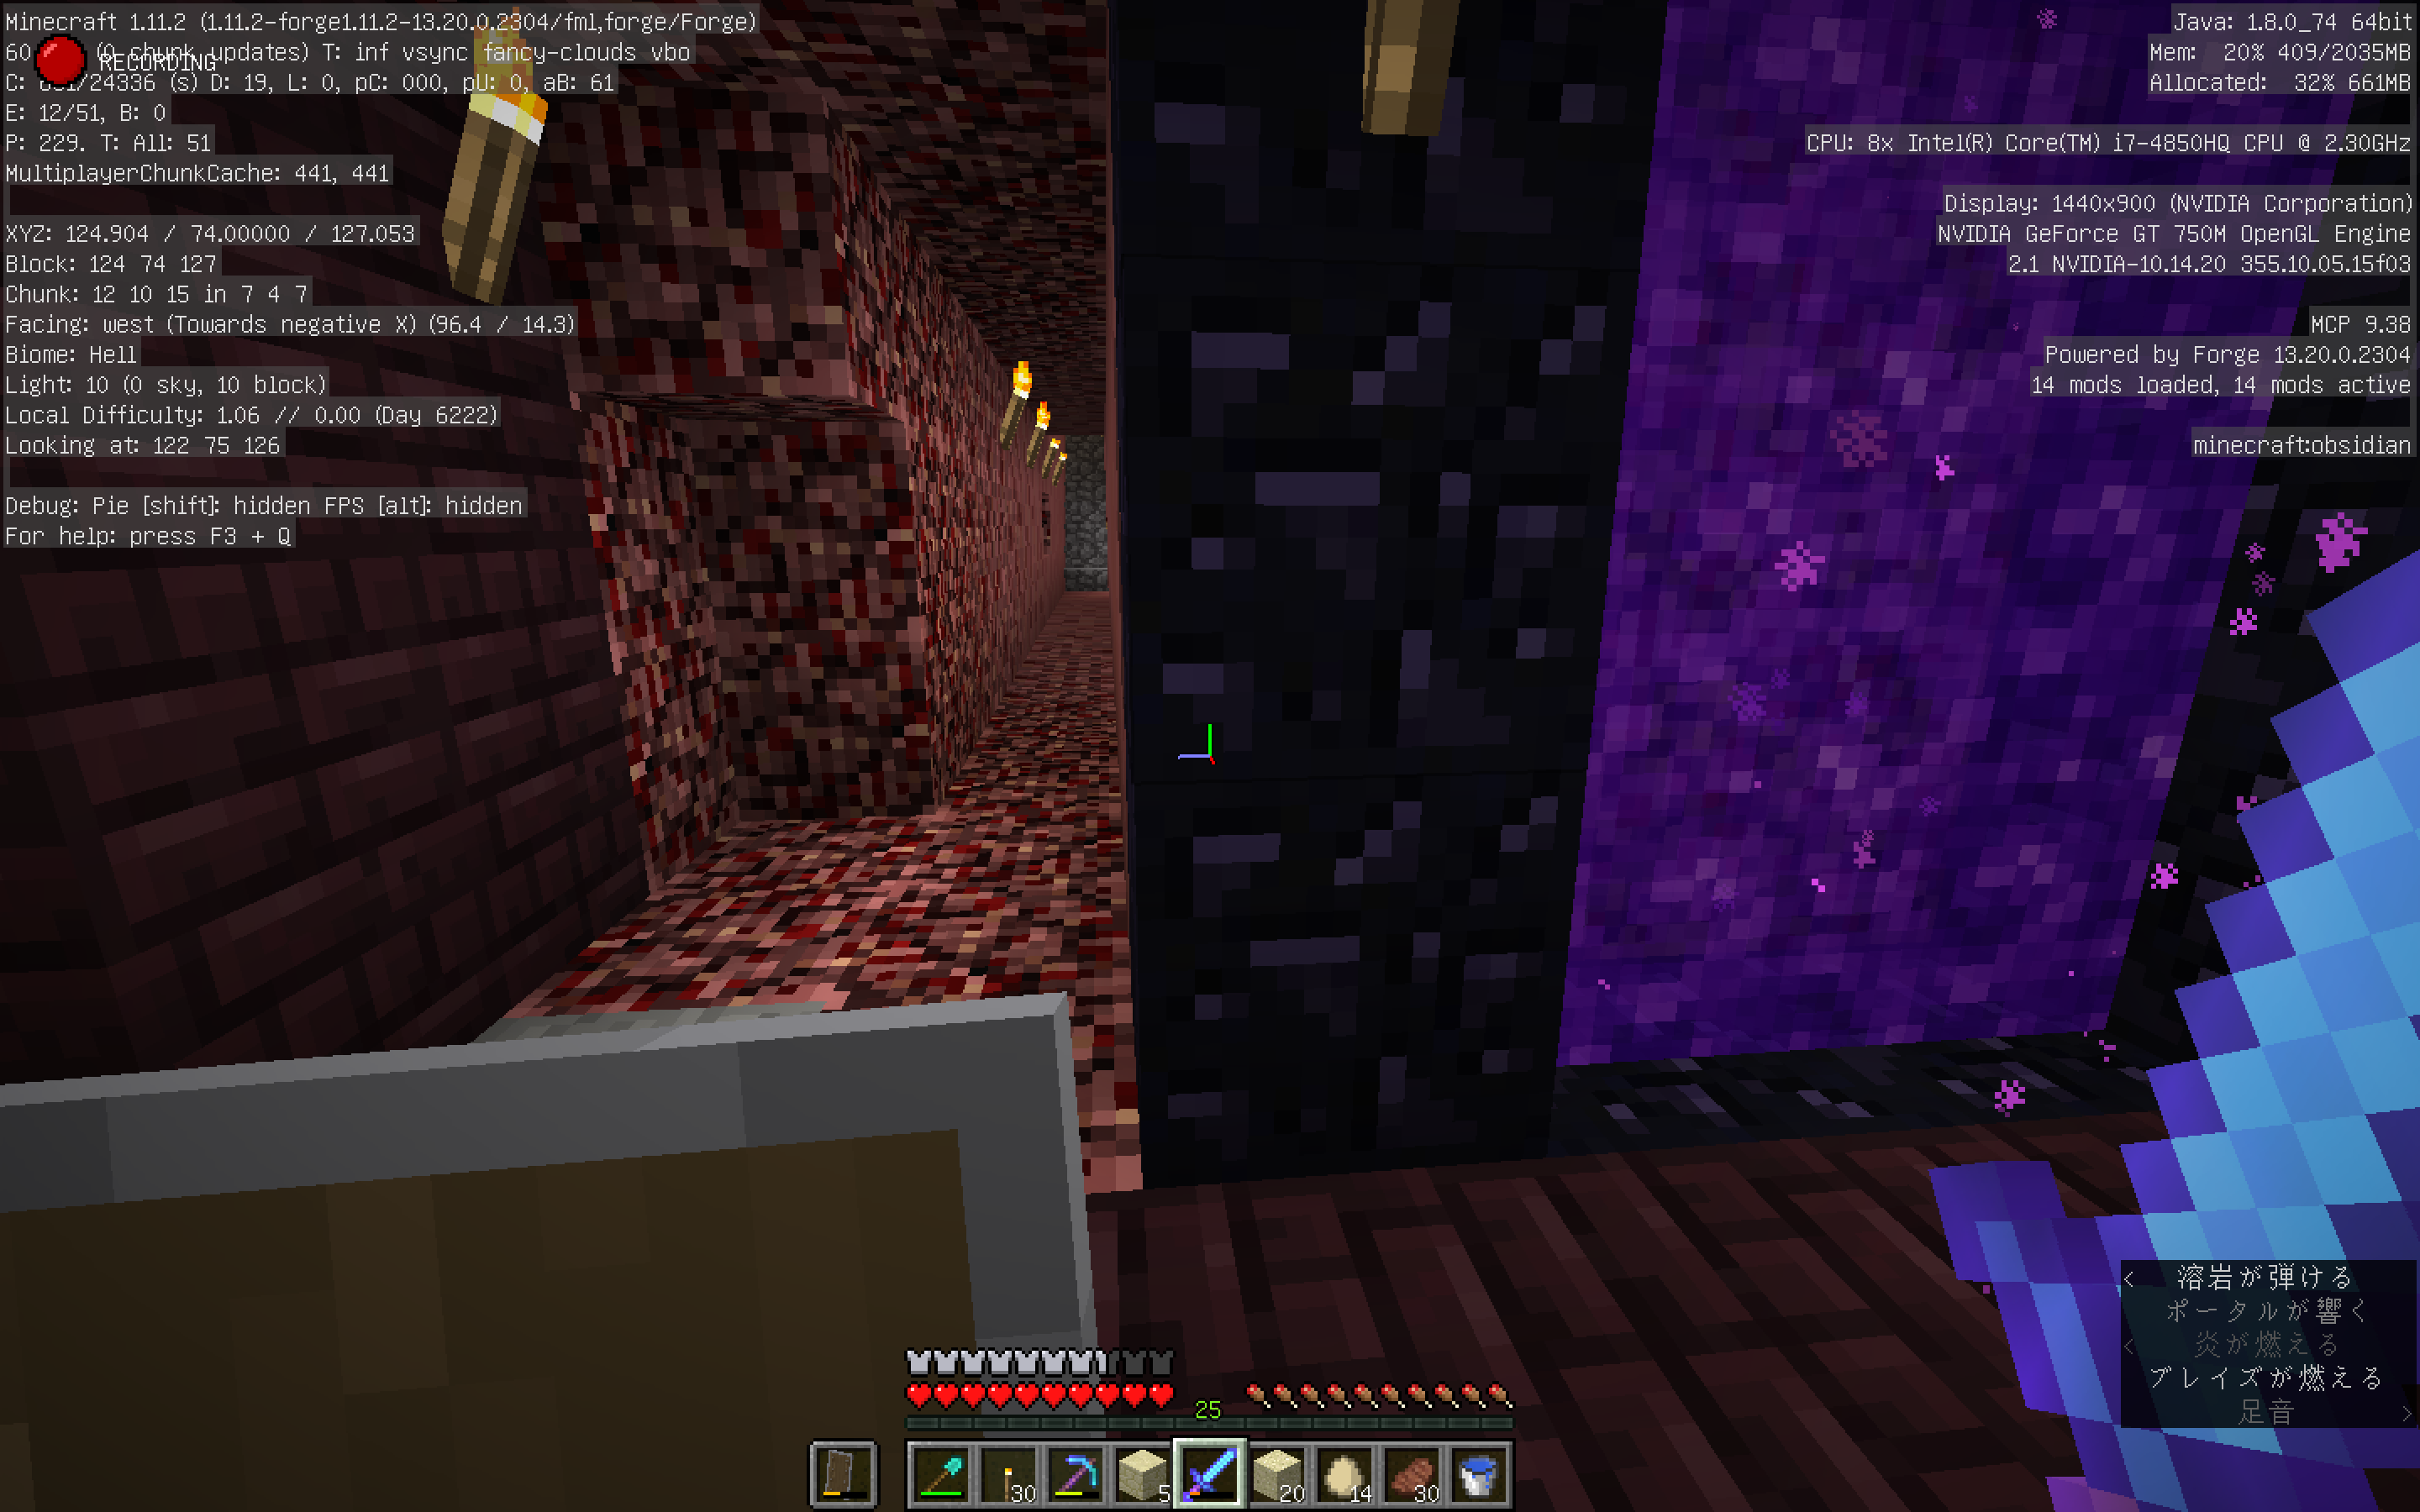 Minecraft 1.11.2 (1.11.2-forge1.11.2-13.20.0.2304/fml,forge/Forge)
60 (0 chunk updates) T: inf vsync fancy-clouds vbo
RECORDING
C: /24336 (s) D: 19, L: 0, pC: 000, pU: 0, aB: 61
E: 12/51, B: 0
P: 229. T: All: 51
MultiplayerChunkCache: 441, 441
XYZ: 124.904 / 74.00000 / 127.053
Block: 124 74 127
Chunk: 12 10 15 in 7 4 7
Facing: west (Towards negative X) (96.4 / 14.3)
Biome: Hell
Light: 10 (0 sky, 10 block)
Local Difficulty: 1.06 // 0.00 (Day 6222)
Looking at: 122 75 126
Debug: Pie [shift]: hidden FPS [alt]: hidden
For help: press F3 + Q
Java: 1.8.0_74 64bit
Mem: 20% 409/2035MB
Allocated: 32% 661MB
CPU: 8x Intel(R) Core(TM) i7-4850HQ CPU @ 2.30GHz
Display: 1440x900 (NVIDIA Corporation)
NVIDIA GeForce GT 750M OpenGL Engine
2.1 NVIDIA-10.14.20 355.10.05.15f03
MCP 9.38
Powered by Forge 13.20.0.2304
14 mods loaded, 14 mods active
minecraft:obsidian
< 溶岩が弾ける
ポータルが響く
< 炎が燃える
ブレイズが燃える
足音 >
25
30 5 20 14 30